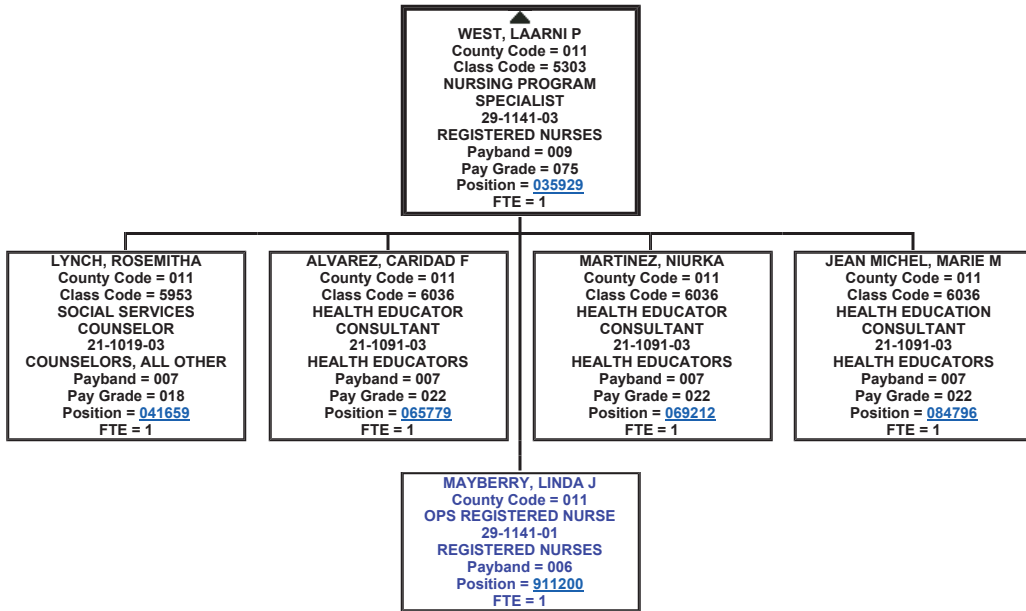 WEST, LAARNI P
County Code = 011
Class Code = 5303
NURSING PROGRAM
SPECIALIST
29-1141-03
REGISTERED NURSES
Payband = 009
Pay Grade = 075
Position = 035929
FTE = 1
LYNCH, ROSEMITHA
County Code = 011
Class Code = 5953
SOCIAL SERVICES
COUNSELOR
21-1019-03
COUNSELORS, ALL OTHER
Payband = 007
Pay Grade = 018
Position = 041659
FTE = 1
ALVAREZ, CARIDAD F
County Code = 011
Class Code = 6036
HEALTH EDUCATOR
CONSULTANT
21-1091-03
HEALTH EDUCATORS
Payband = 007
Pay Grade = 022
Position = 065779
FTE = 1
MARTINEZ, NIURKA
County Code = 011
Class Code = 6036
HEALTH EDUCATOR
CONSULTANT
21-1091-03
HEALTH EDUCATORS
Payband = 007
Pay Grade = 022
Position = 069212
FTE = 1
JEAN MICHEL, MARIE M
County Code = 011
Class Code = 6036
HEALTH EDUCATION
CONSULTANT
21-1091-03
HEALTH EDUCATORS
Payband = 007
Pay Grade = 022
Position = 084796
FTE = 1
MAYBERRY, LINDA J
County Code = 011
OPS REGISTERED NURSE
29-1141-01
REGISTERED NURSES
Payband = 006
Position = 911200
FTE = 1